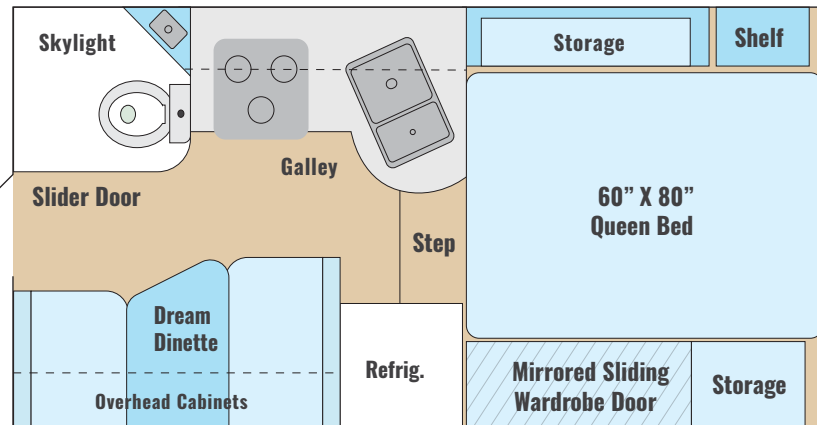 Skylight
Storage
Shelf
Galley
Slider Door
60” X 80”
Queen Bed
Step
Dream
Dinette
Refrig.
Mirrored Sliding
Wardrobe Door
Storage
Overhead Cabinets